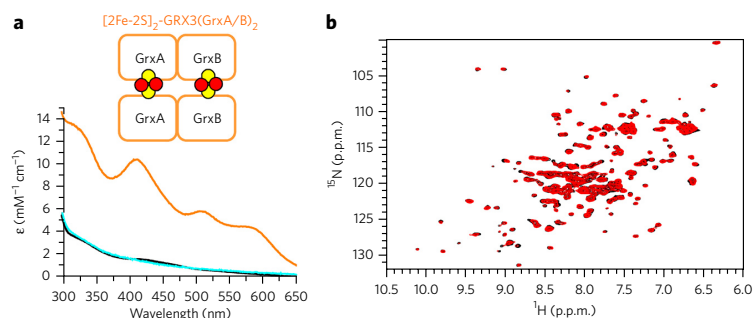 a
[2Fe-2S]₂-GRX3(GrxA/B)₂
GrxA GrxB
GrxA GrxB
14
12
10
8
6
4
2
0
ε (mM⁻¹ cm⁻¹)
300 375 450 500 550 600 650
Wavelength (nm)
b
105
110
115
120
125
130
¹⁵N (p.p.m.)
10.5 10.0 9.5 9.0 8.5 8.0 7.5 7.0 6.5 6.0
¹H (p.p.m.)